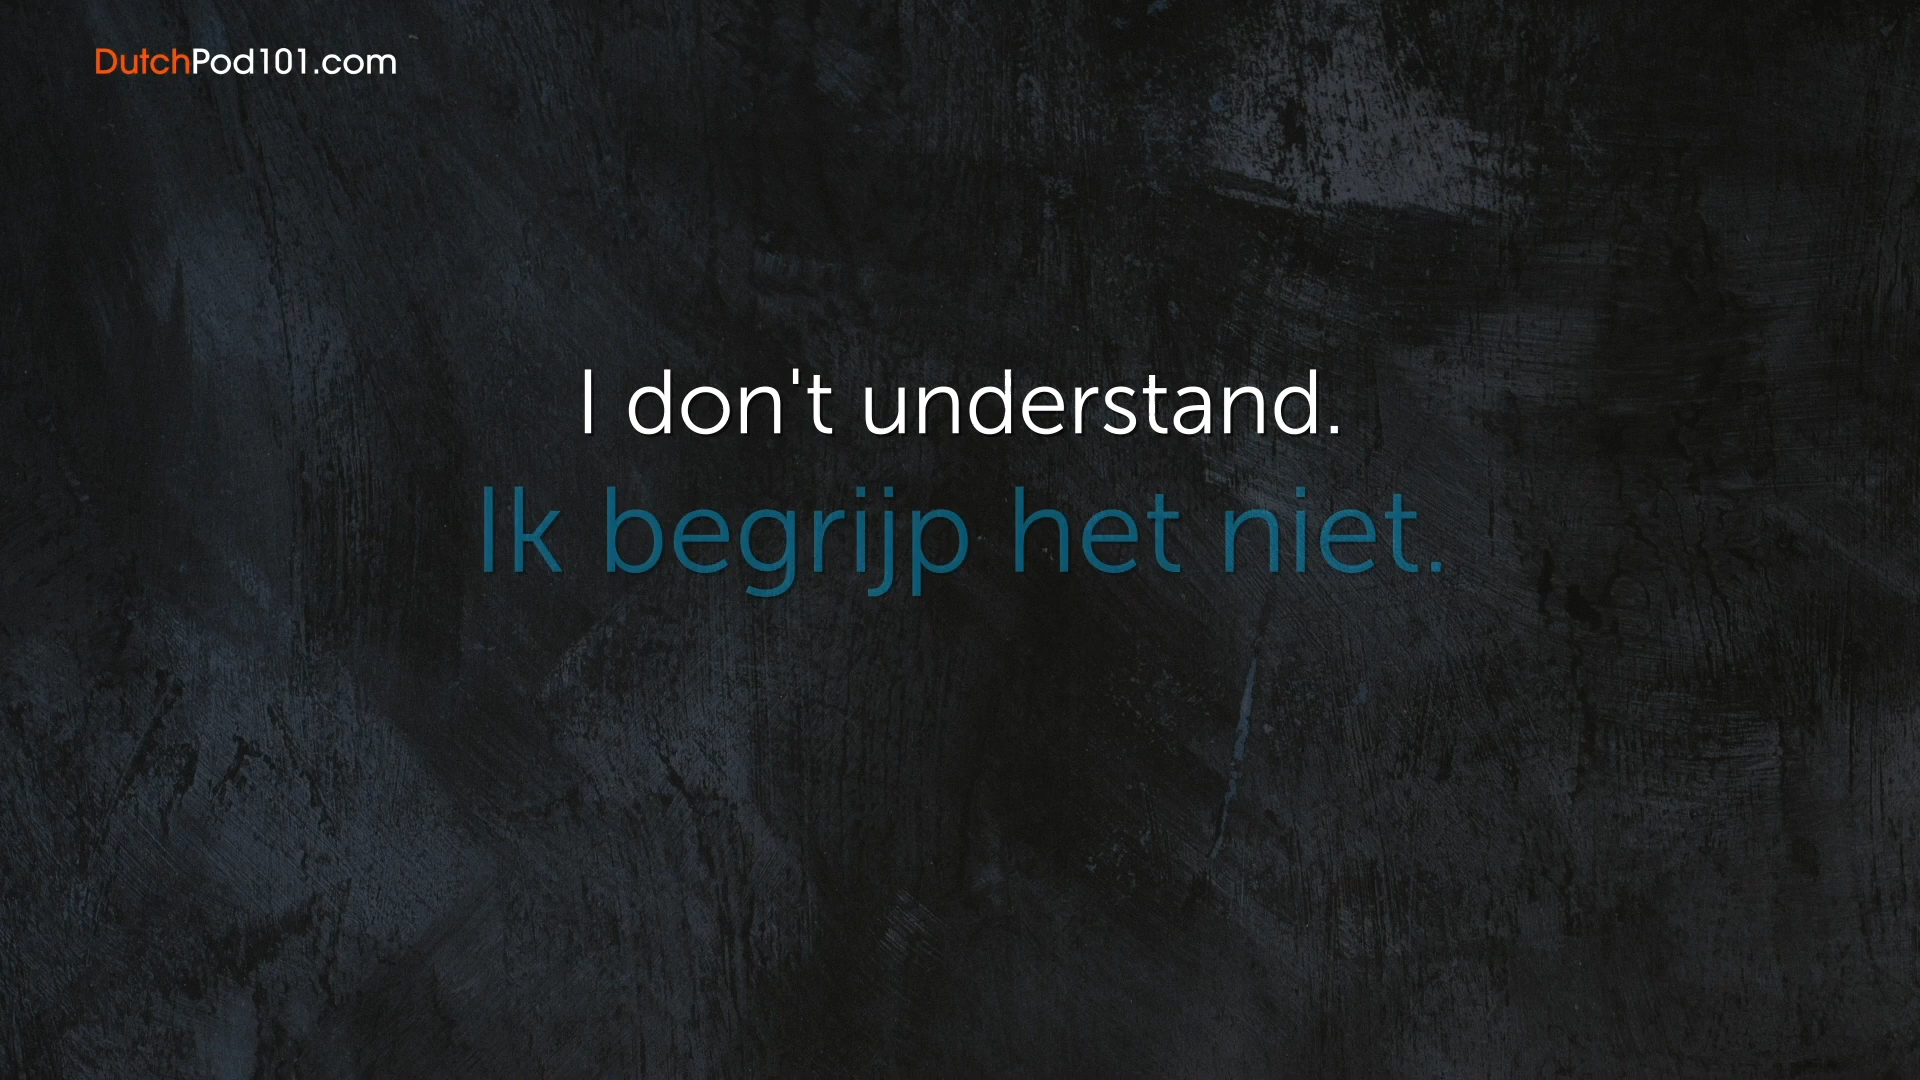 DutchPod101.com
I don't understand.
Ik begrijp het niet.